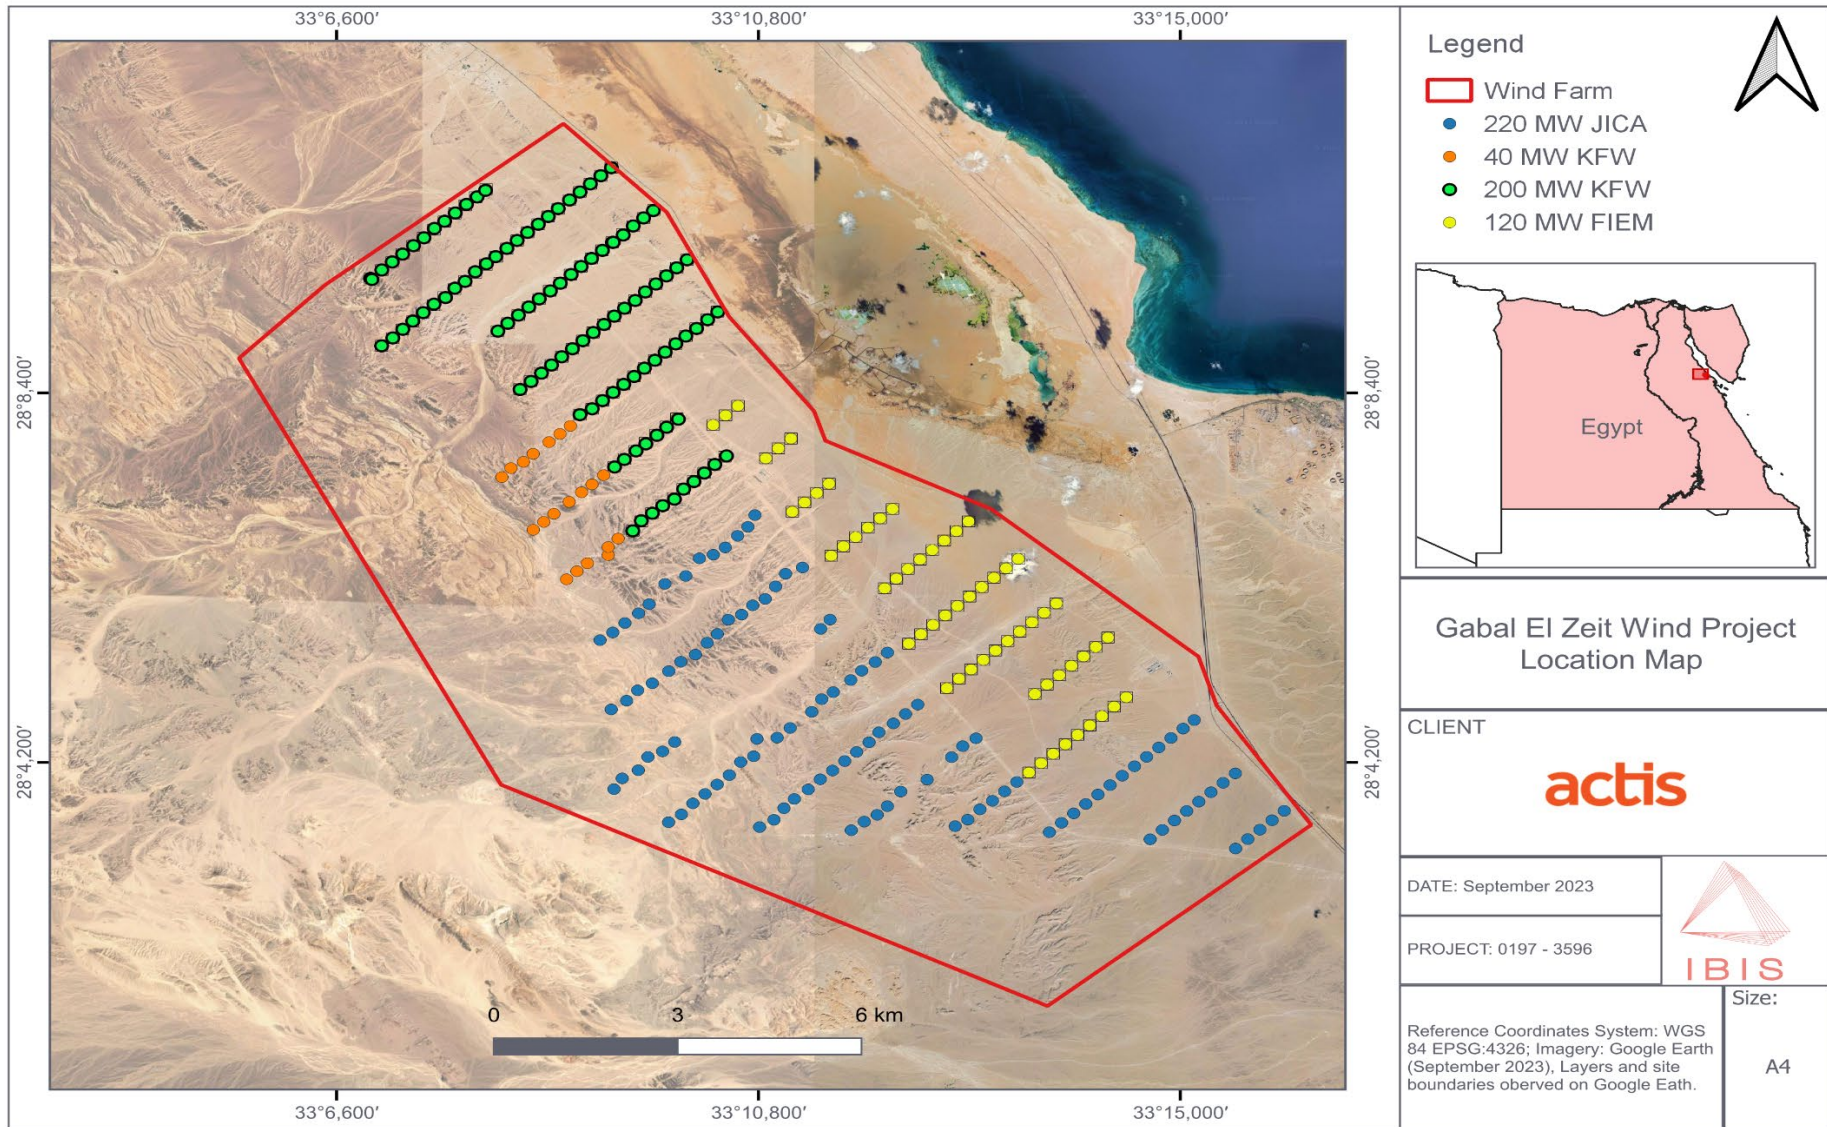 33°6,600′
33°10,800′
33°15,000′
28°8,400′
28°4,200′
28°8,400′
28°4,200′
0
3
6 km
33°6,600′
33°10,800′
33°15,000′
Legend
Wind Farm
220 MW JICA
40 MW KFW
200 MW KFW
120 MW FIEM
Egypt
Gabal El Zeit Wind Project
Location Map
CLIENT
actis
DATE: September 2023
PROJECT: 0197 - 3596
IBIS
Reference Coordinates System: WGS
84 EPSG:4326; Imagery: Google Earth
(September 2023), Layers and site
boundaries oberved on Google Eath.
Size:
A4